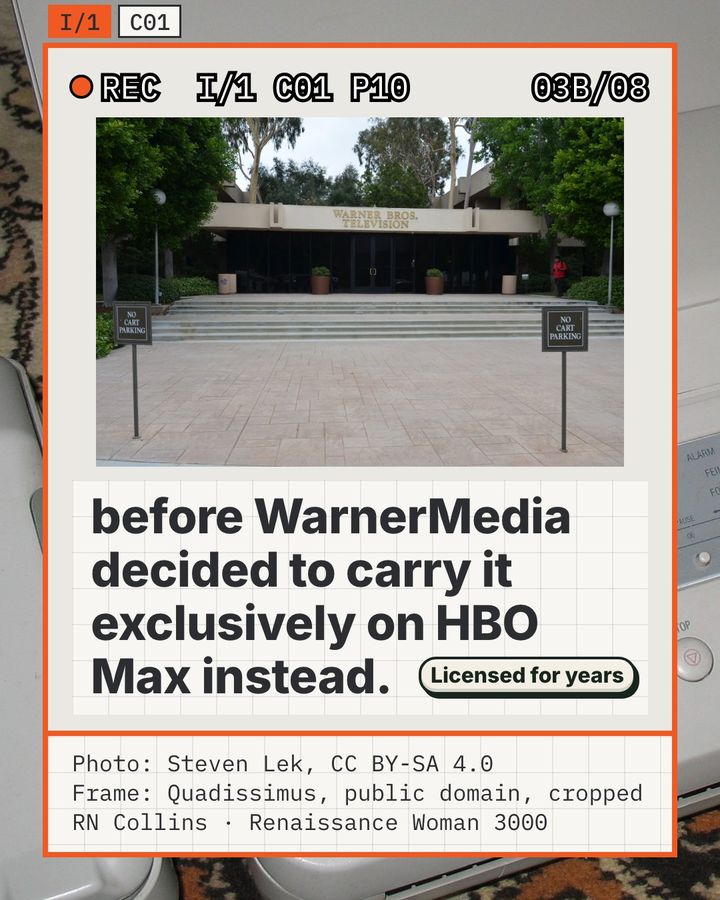 I/1 C01
REC I/1 C01 P10 03B/08
WARNER BROS.
TELEVISION
NO
CART
PARKING
NO
CART
PARKING
before WarnerMedia
decided to carry it
exclusively on HBO
Max instead. Licensed for years
Photo: Steven Lek, CC BY-SA 4.0
Frame: Quadissimus, public domain, cropped
RN Collins · Renaissance Woman 3000
ALARM